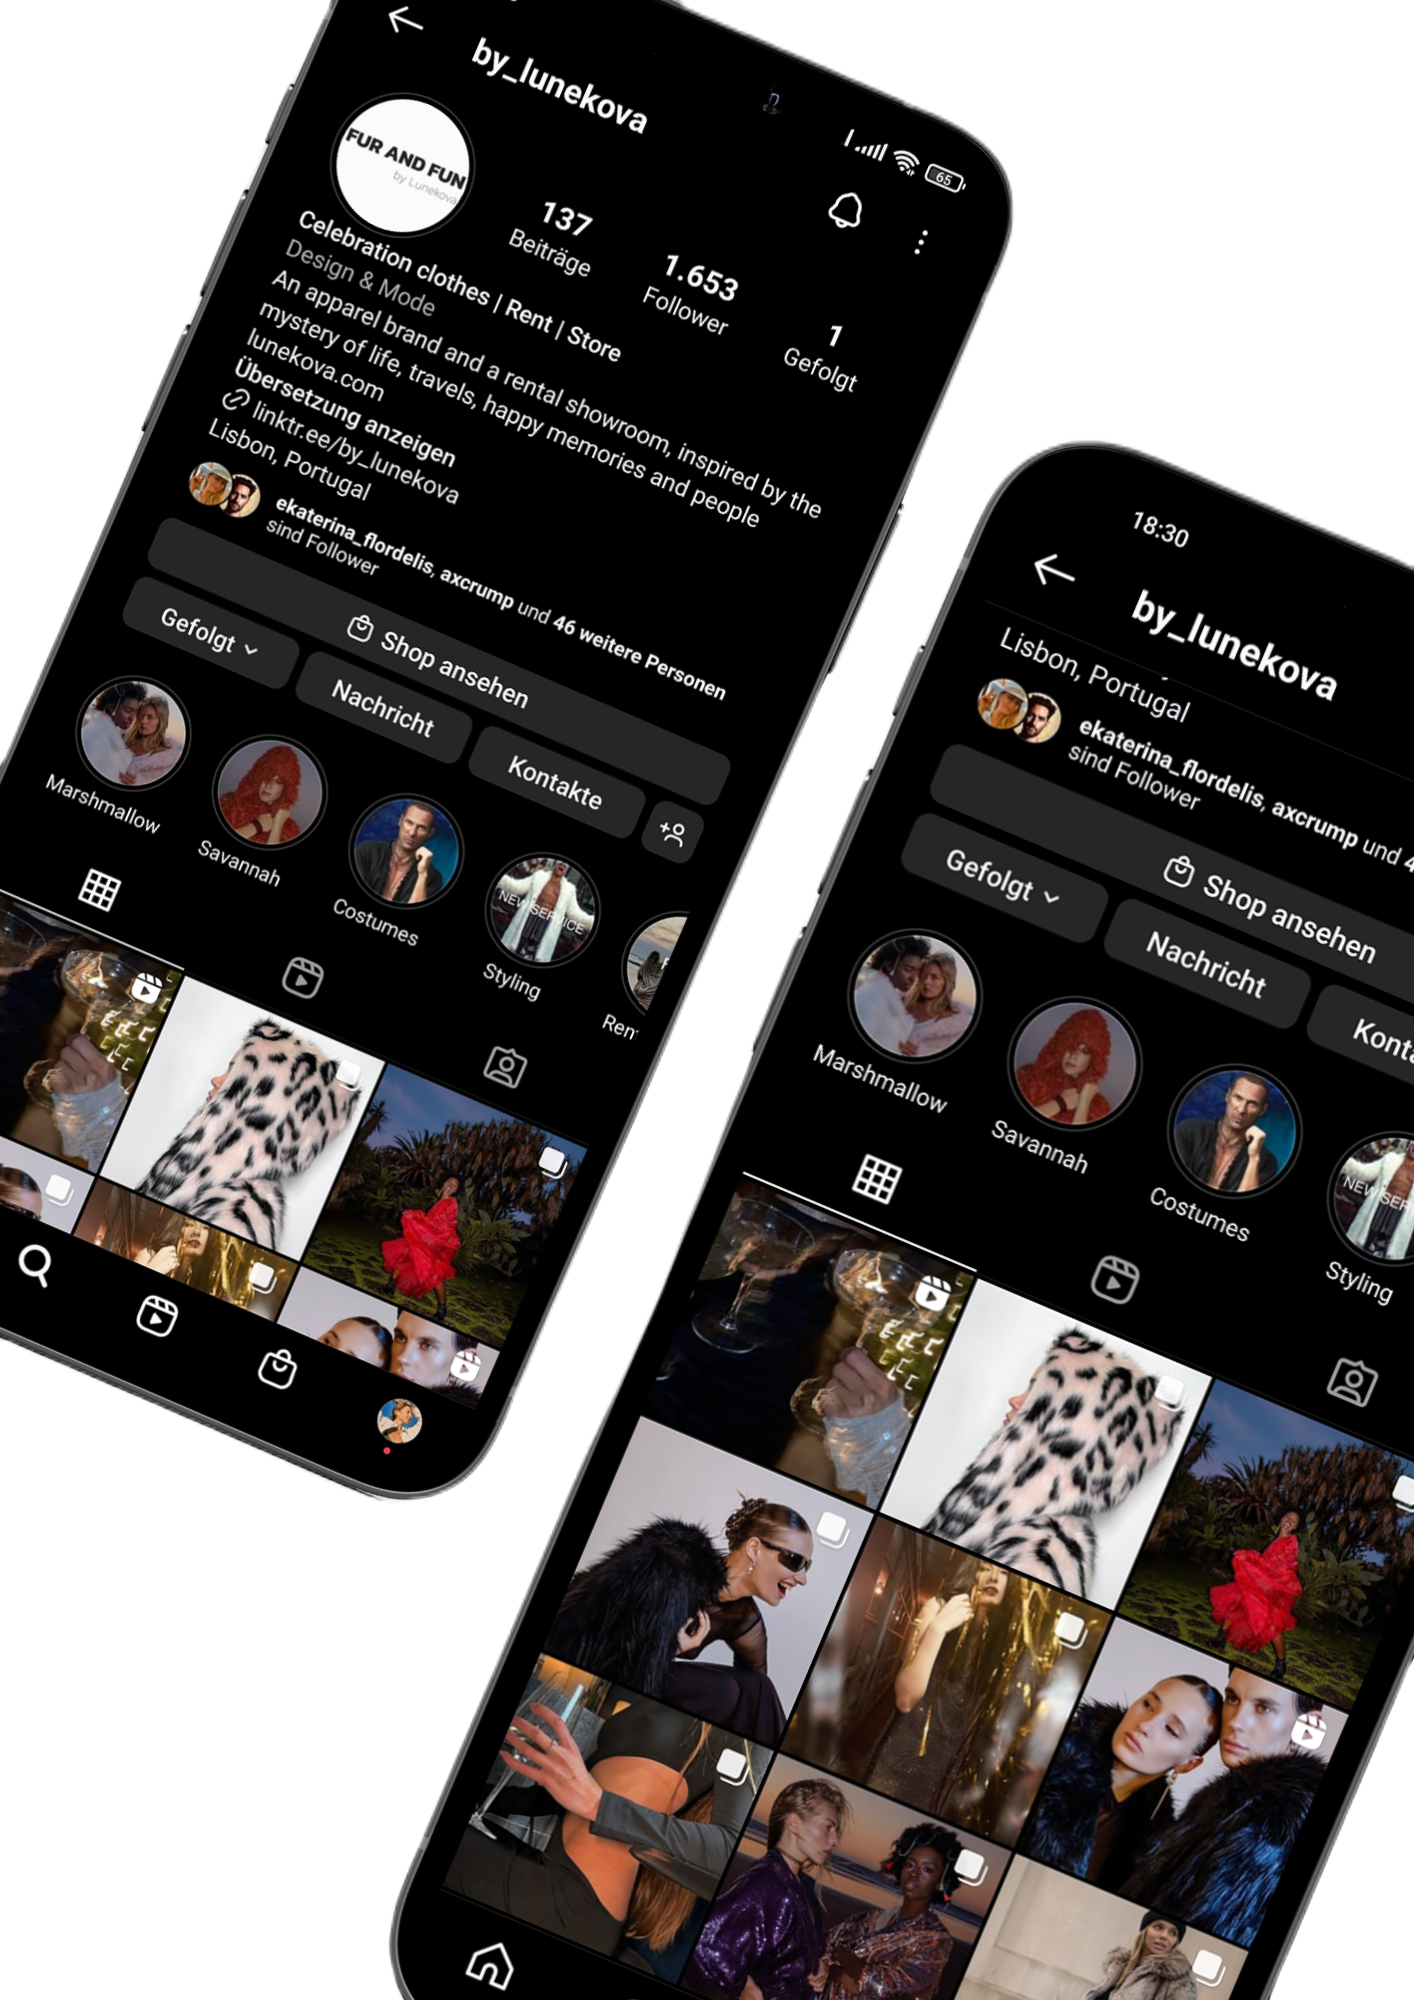 by_lunekova
65
FUR AND FUN
by Lunekova
137
Beiträge
1.653
Follower
1
Gefolgt
Celebration clothes | Rent | Store
Design & Mode
An apparel brand and a rental showroom, inspired by the
mystery of life, travels, happy memories and people
lunekova.com
Übersetzung anzeigen
linktr.ee/by_lunekova
Lisbon, Portugal
ekaterina_flordelis, axcrump und 46 weitere Personen
sind Follower
Shop ansehen
Gefolgt
Nachricht
Kontakte
Marshmallow
Savannah
Costumes
NEW SERVICE
Styling
Ren
18:30
by_lunekova
Lisbon, Portugal
ekaterina_flordelis, axcrump und 4
sind Follower
Shop ansehen
Gefolgt
Nachricht
Konta
Marshmallow
Savannah
Costumes
NEW SER
Styling